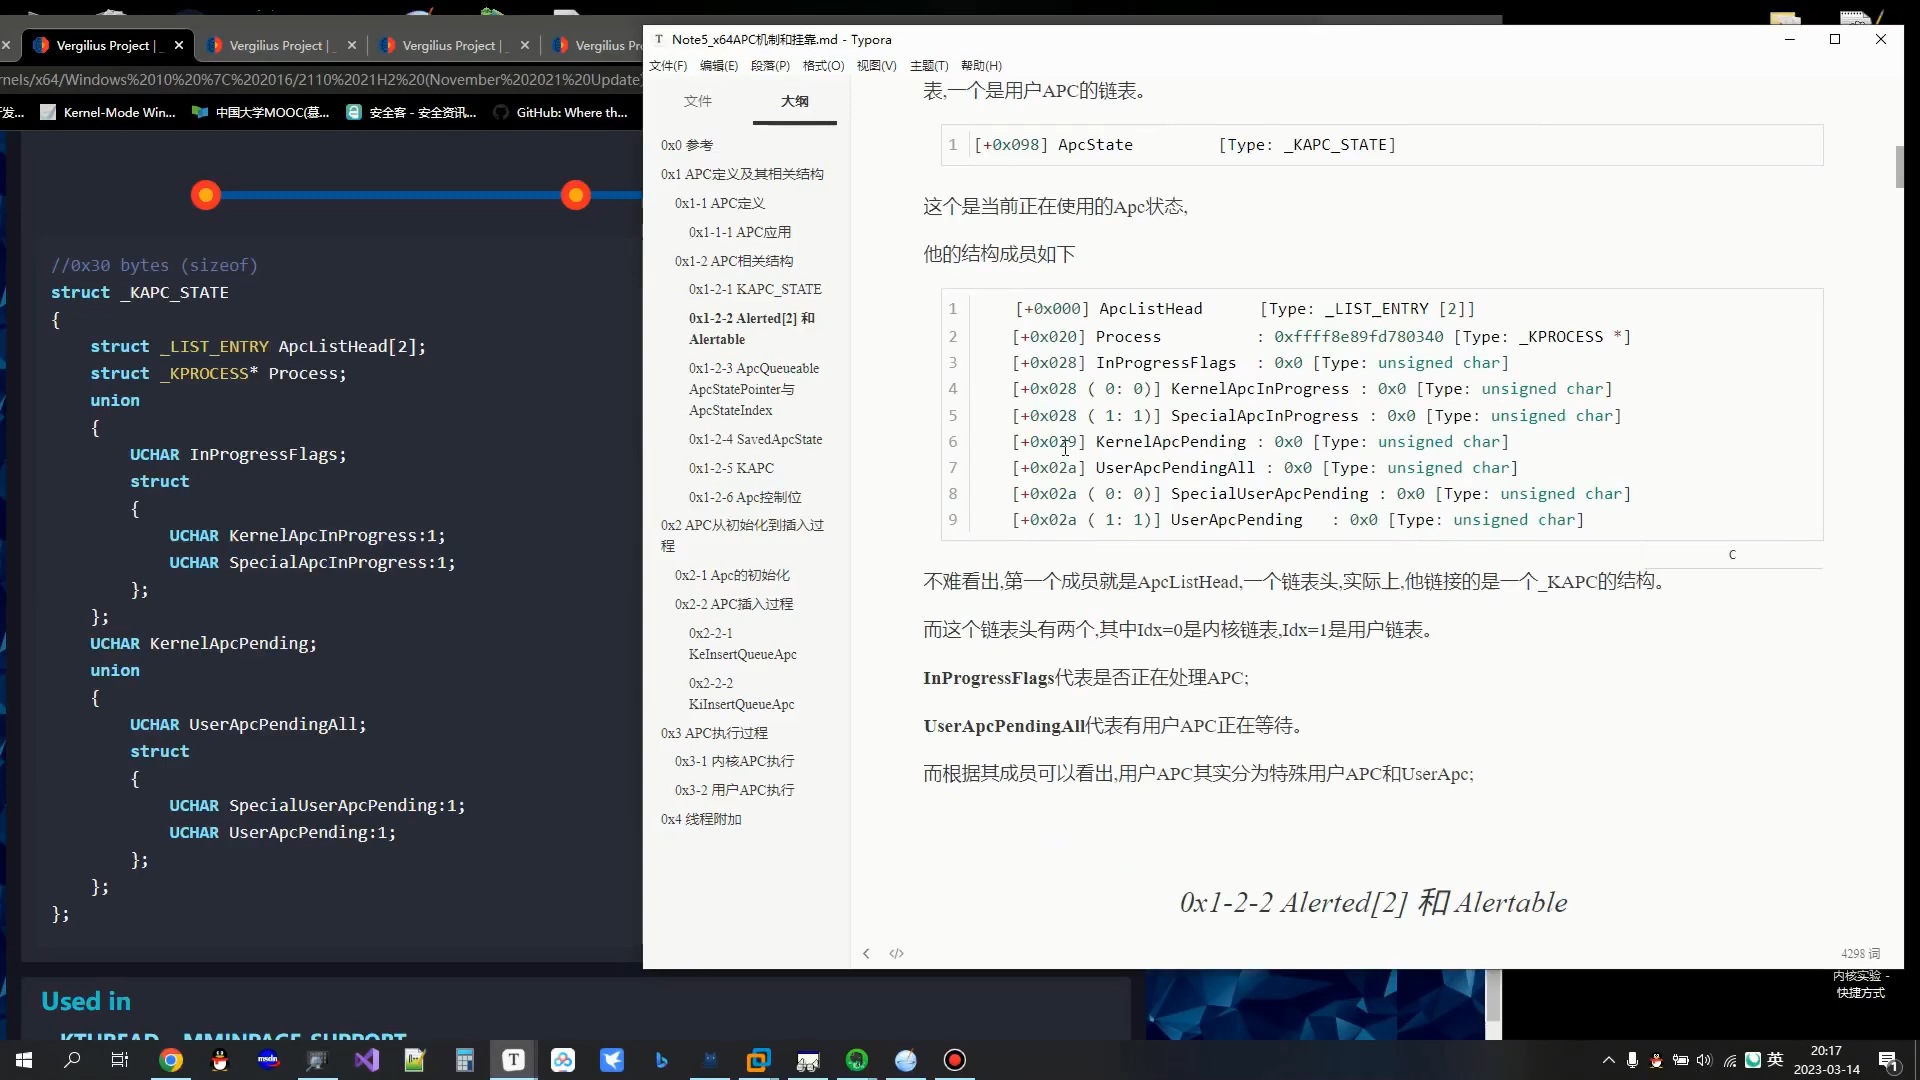 Vergilius Project | _
Vergilius Project | _
Vergilius Project | _
Vergilius Pro
nels/x64/Windows%2010%20%7C%202016/2110%2021H2%20(November%202021%20Update)
发...
Kernel-Mode Win...
中国大学MOOC(慕...
安全客 - 安全资讯...
GitHub: Where th...
//0x30 bytes (sizeof)
struct _KAPC_STATE
{
struct _LIST_ENTRY ApcListHead[2];
struct _KPROCESS* Process;
union
{
UCHAR InProgressFlags;
struct
{
UCHAR KernelApcInProgress:1;
UCHAR SpecialApcInProgress:1;
};
};
UCHAR KernelApcPending;
union
{
UCHAR UserApcPendingAll;
struct
{
UCHAR SpecialUserApcPending:1;
UCHAR UserApcPending:1;
};
};
};
Used in
T Note5_x64APC机制和挂靠.md - Typora
文件(F) 编辑(E) 段落(P) 格式(O) 视图(V) 主题(T) 帮助(H)
文件 大纲
0x0 参考
0x1 APC定义及其相关结构
0x1-1 APC定义
0x1-1-1 APC应用
0x1-2 APC相关结构
0x1-2-1 KAPC_STATE
0x1-2-2 Alerted[2] 和
Alertable
0x1-2-3 ApcQueueable
ApcStatePointer与
ApcStateIndex
0x1-2-4 SavedApcState
0x1-2-5 KAPC
0x1-2-6 Apc控制位
0x2 APC从初始化到插入过
程
0x2-1 Apc的初始化
0x2-2 APC插入过程
0x2-2-1
KeInsertQueueApc
0x2-2-2
KiInsertQueueApc
0x3 APC执行过程
0x3-1 内核APC执行
0x3-2 用户APC执行
0x4 线程附加
表,一个是用户APC的链表。
1 [+0x098] ApcState [Type: _KAPC_STATE]
这个是当前正在使用的Apc状态,
他的结构成员如下
1 [+0x000] ApcListHead [Type: _LIST_ENTRY [2]]
2 [+0x020] Process : 0xffff8e89fd780340 [Type: _KPROCESS *]
3 [+0x028] InProgressFlags : 0x0 [Type: unsigned char]
4 [+0x028 ( 0: 0)] KernelApcInProgress : 0x0 [Type: unsigned char]
5 [+0x028 ( 1: 1)] SpecialApcInProgress : 0x0 [Type: unsigned char]
6 [+0x029] KernelApcPending : 0x0 [Type: unsigned char]
7 [+0x02a] UserApcPendingAll : 0x0 [Type: unsigned char]
8 [+0x02a ( 0: 0)] SpecialUserApcPending : 0x0 [Type: unsigned char]
9 [+0x02a ( 1: 1)] UserApcPending : 0x0 [Type: unsigned char]
C
不难看出,第一个成员就是ApcListHead,一个链表头,实际上,他链接的是一个_KAPC的结构。
而这个链表头有两个,其中Idx=0是内核链表,Idx=1是用户链表。
InProgressFlags代表是否正在处理APC;
UserApcPendingAll代表有用户APC正在等待。
而根据其成员可以看出,用户APC其实分为特殊用户APC和UserApc;
0x1-2-2 Alerted[2] 和 Alertable
4298 词
内核实验 -
快捷方式
英
20:17
2023-03-14